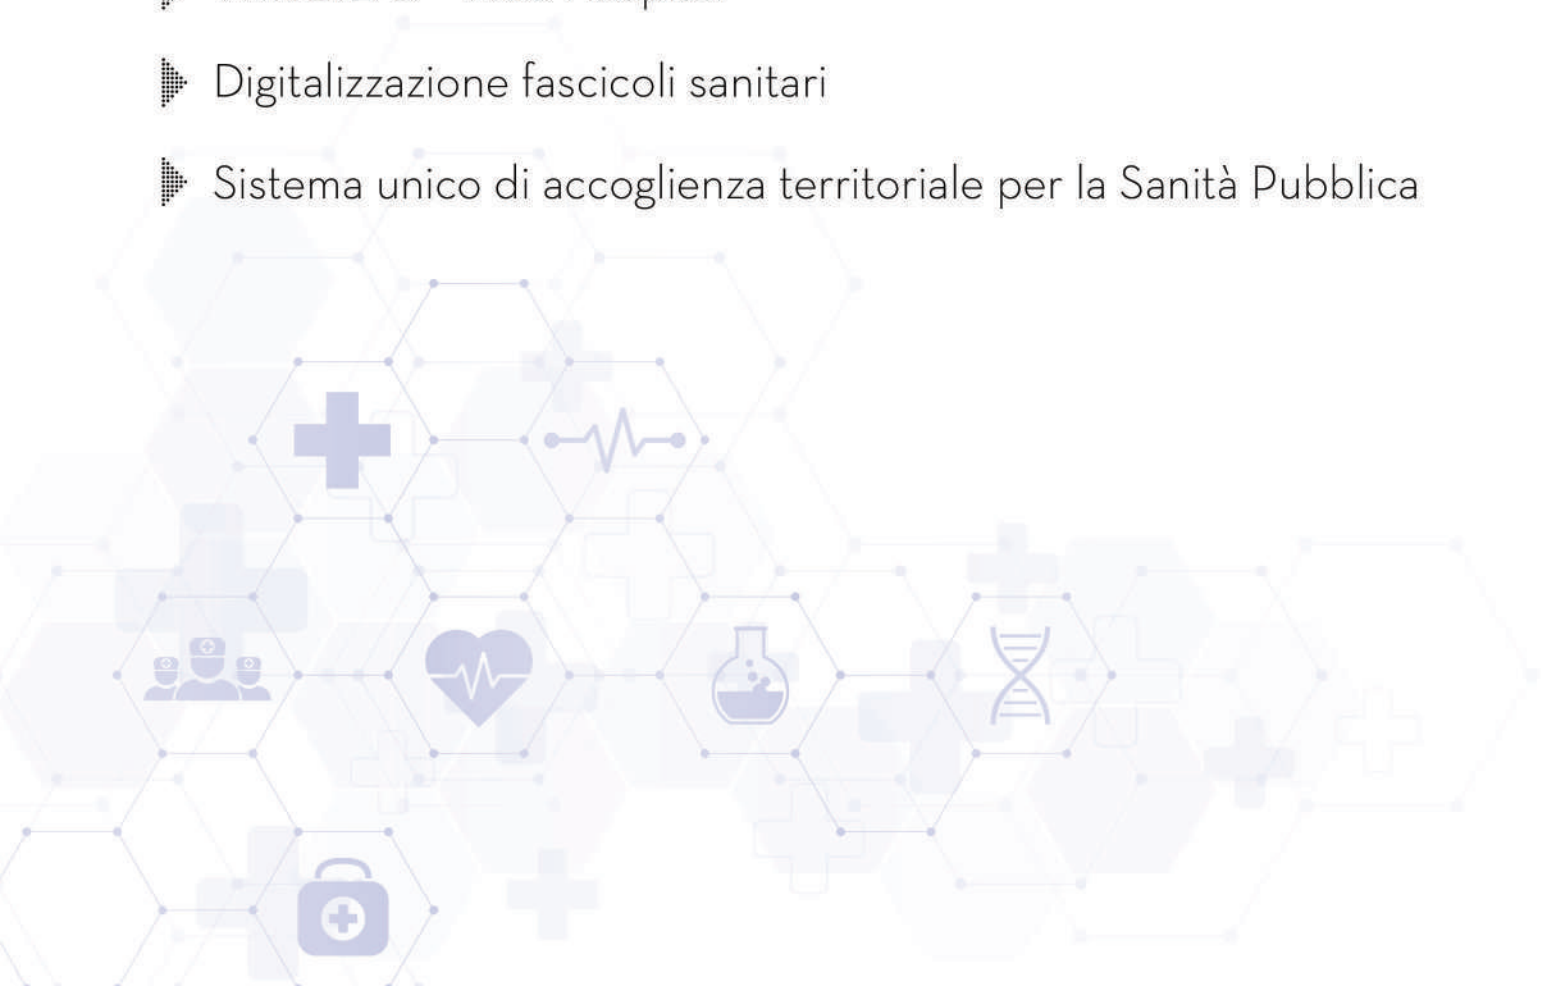 Digitalizzazione fascicoli sanitari
Sistema unico di accoglienza territoriale per la Sanità Pubblica